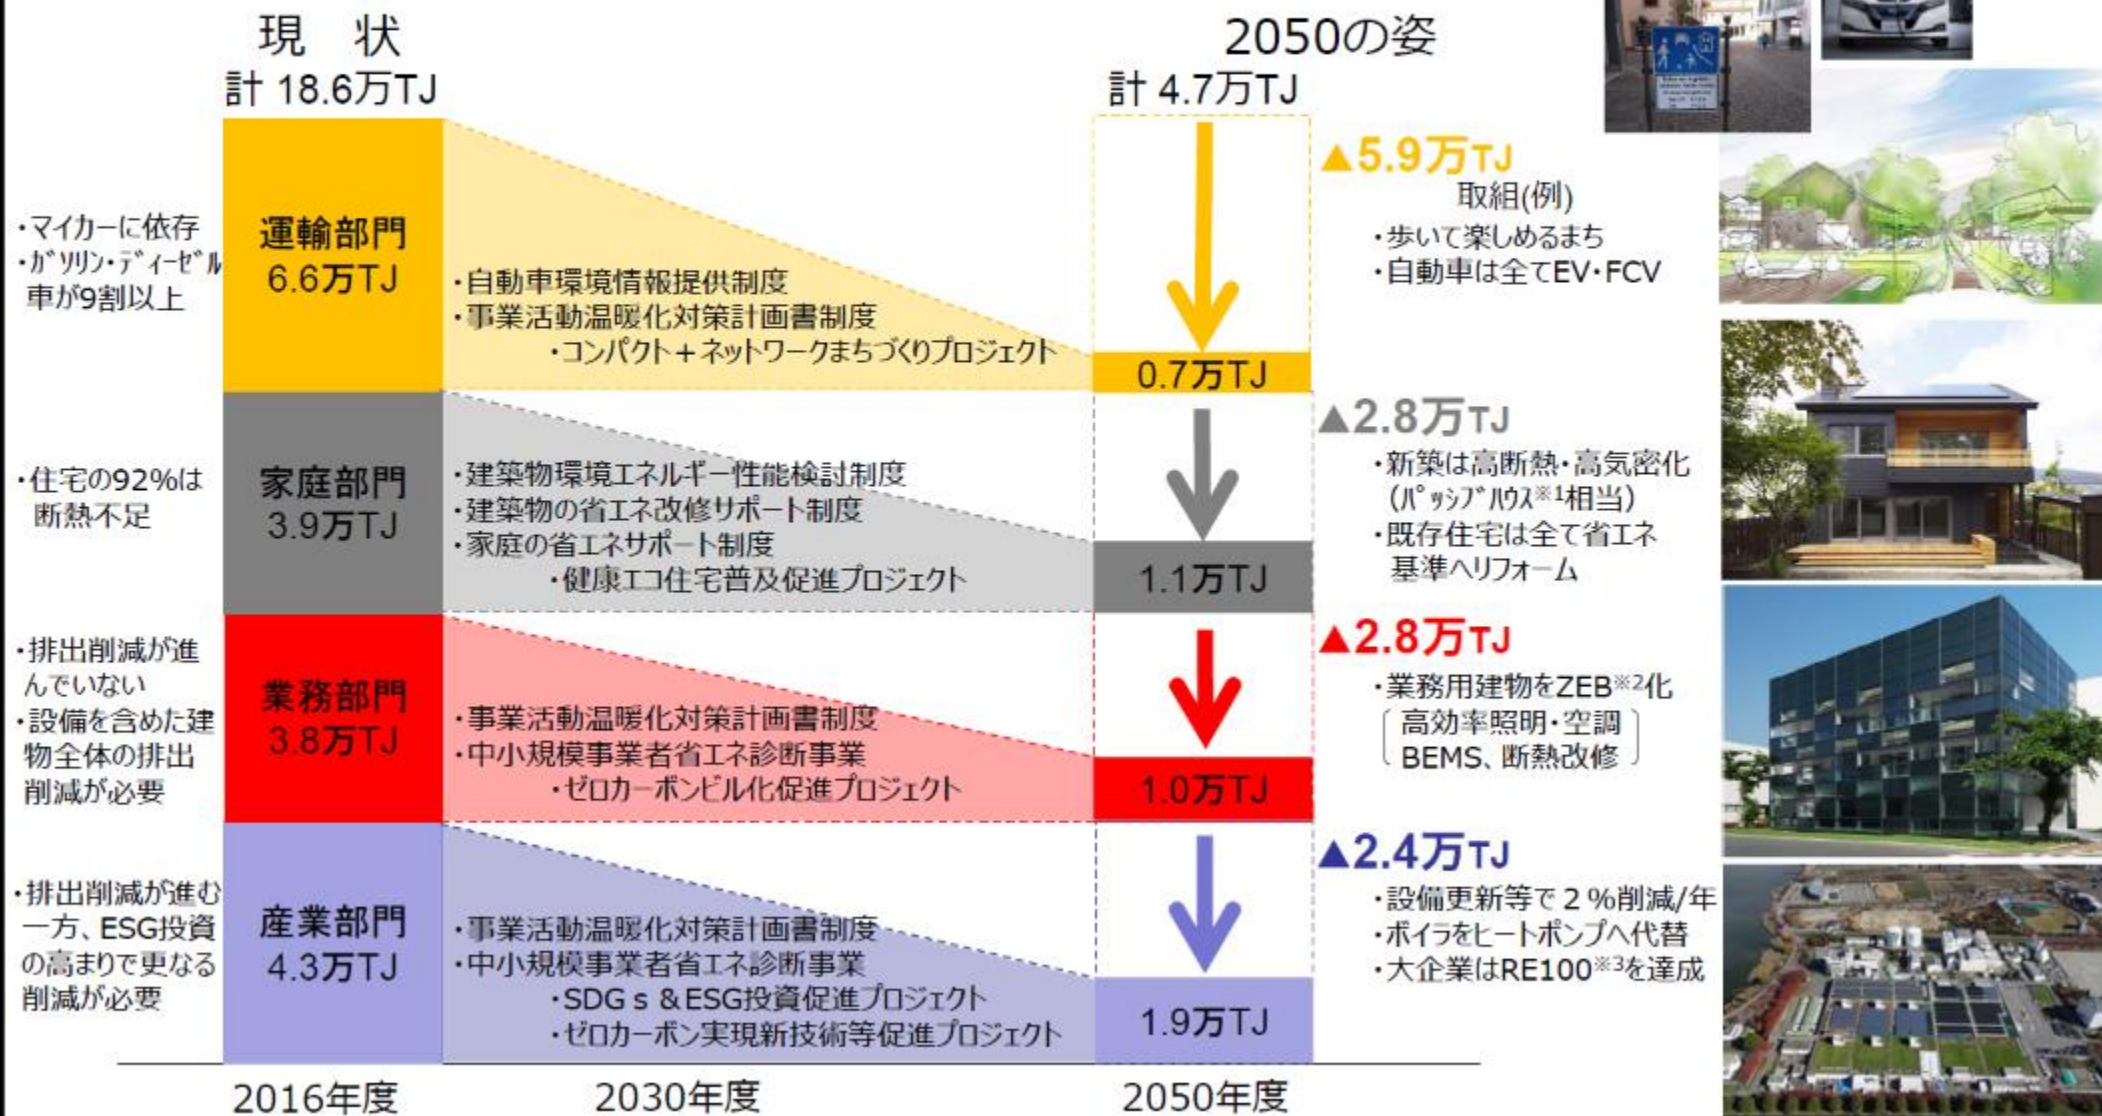 現　状
計 18.6万TJ
2050の姿
計 4.7万TJ
・マイカーに依存
・ｶﾞｿﾘﾝ・ﾃﾞｨｰｾﾞﾙ
車が9割以上
運輸部門
6.6万TJ
・自動車環境情報提供制度
・事業活動温暖化対策計画書制度
・コンパクト＋ネットワークまちづくりプロジェクト
0.7万TJ
▲5.9万TJ
取組(例)
・歩いて楽しめるまち
・自動車は全てEV・FCV
・住宅の92%は
断熱不足
家庭部門
3.9万TJ
・建築物環境エネルギー性能検討制度
・建築物の省エネ改修サポート制度
・家庭の省エネサポート制度
・健康エコ住宅普及促進プロジェクト
1.1万TJ
▲2.8万TJ
・新築は高断熱・高気密化
(ﾊﾟｯｼﾌﾞﾊｳｽ※1相当)
・既存住宅は全て省エネ
基準へリフォーム
・排出削減が進
んでいない
・設備を含めた建
物全体の排出
削減が必要
業務部門
3.8万TJ
・事業活動温暖化対策計画書制度
・中小規模事業者省エネ診断事業
・ゼロカーボンビル化促進プロジェクト
1.0万TJ
▲2.8万TJ
・業務用建物をZEB※2化
高効率照明・空調
BEMS、断熱改修
・排出削減が進む
一方、ESG投資
の高まりで更なる
削減が必要
産業部門
4.3万TJ
・事業活動温暖化対策計画書制度
・中小規模事業者省エネ診断事業
・SDGｓ&ESG投資促進プロジェクト
・ゼロカーボン実現新技術等促進プロジェクト
1.9万TJ
▲2.4万TJ
・設備更新等で２%削減/年
・ボイラをヒートポンプへ代替
・大企業はRE100※3を達成
2016年度
2030年度
2050年度